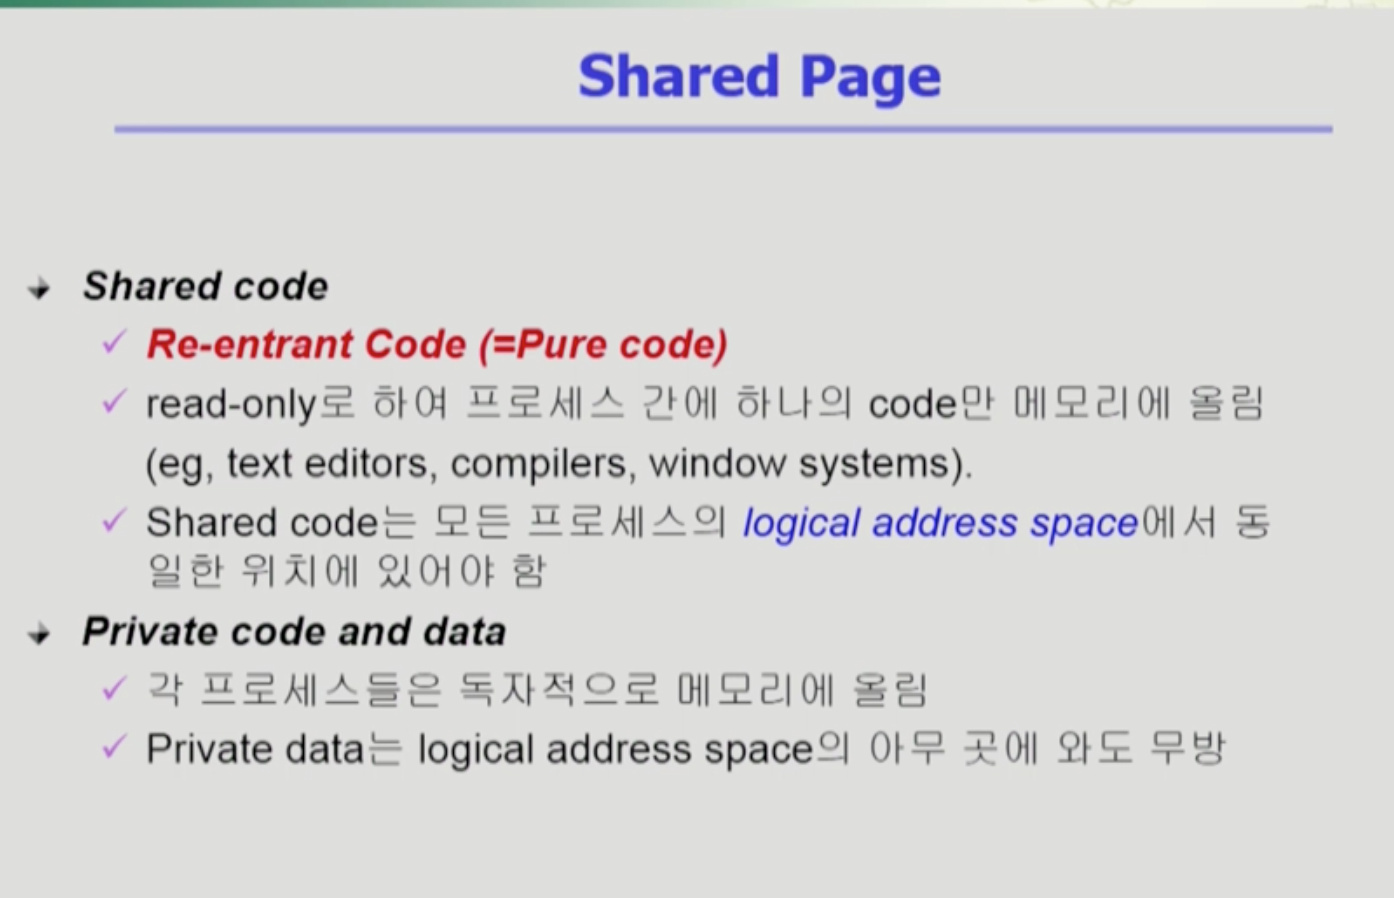 Shared Page
Shared code
Re-entrant Code (=Pure code)
read-only로 하여 프로세스 간에 하나의 code만 메모리에 올림
(eg, text editors, compilers, window systems).
Shared code는 모든 프로세스의 logical address space에서 동
일한 위치에 있어야 함
Private code and data
각 프로세스들은 독자적으로 메모리에 올림
Private data는 logical address space의 아무 곳에 와도 무방